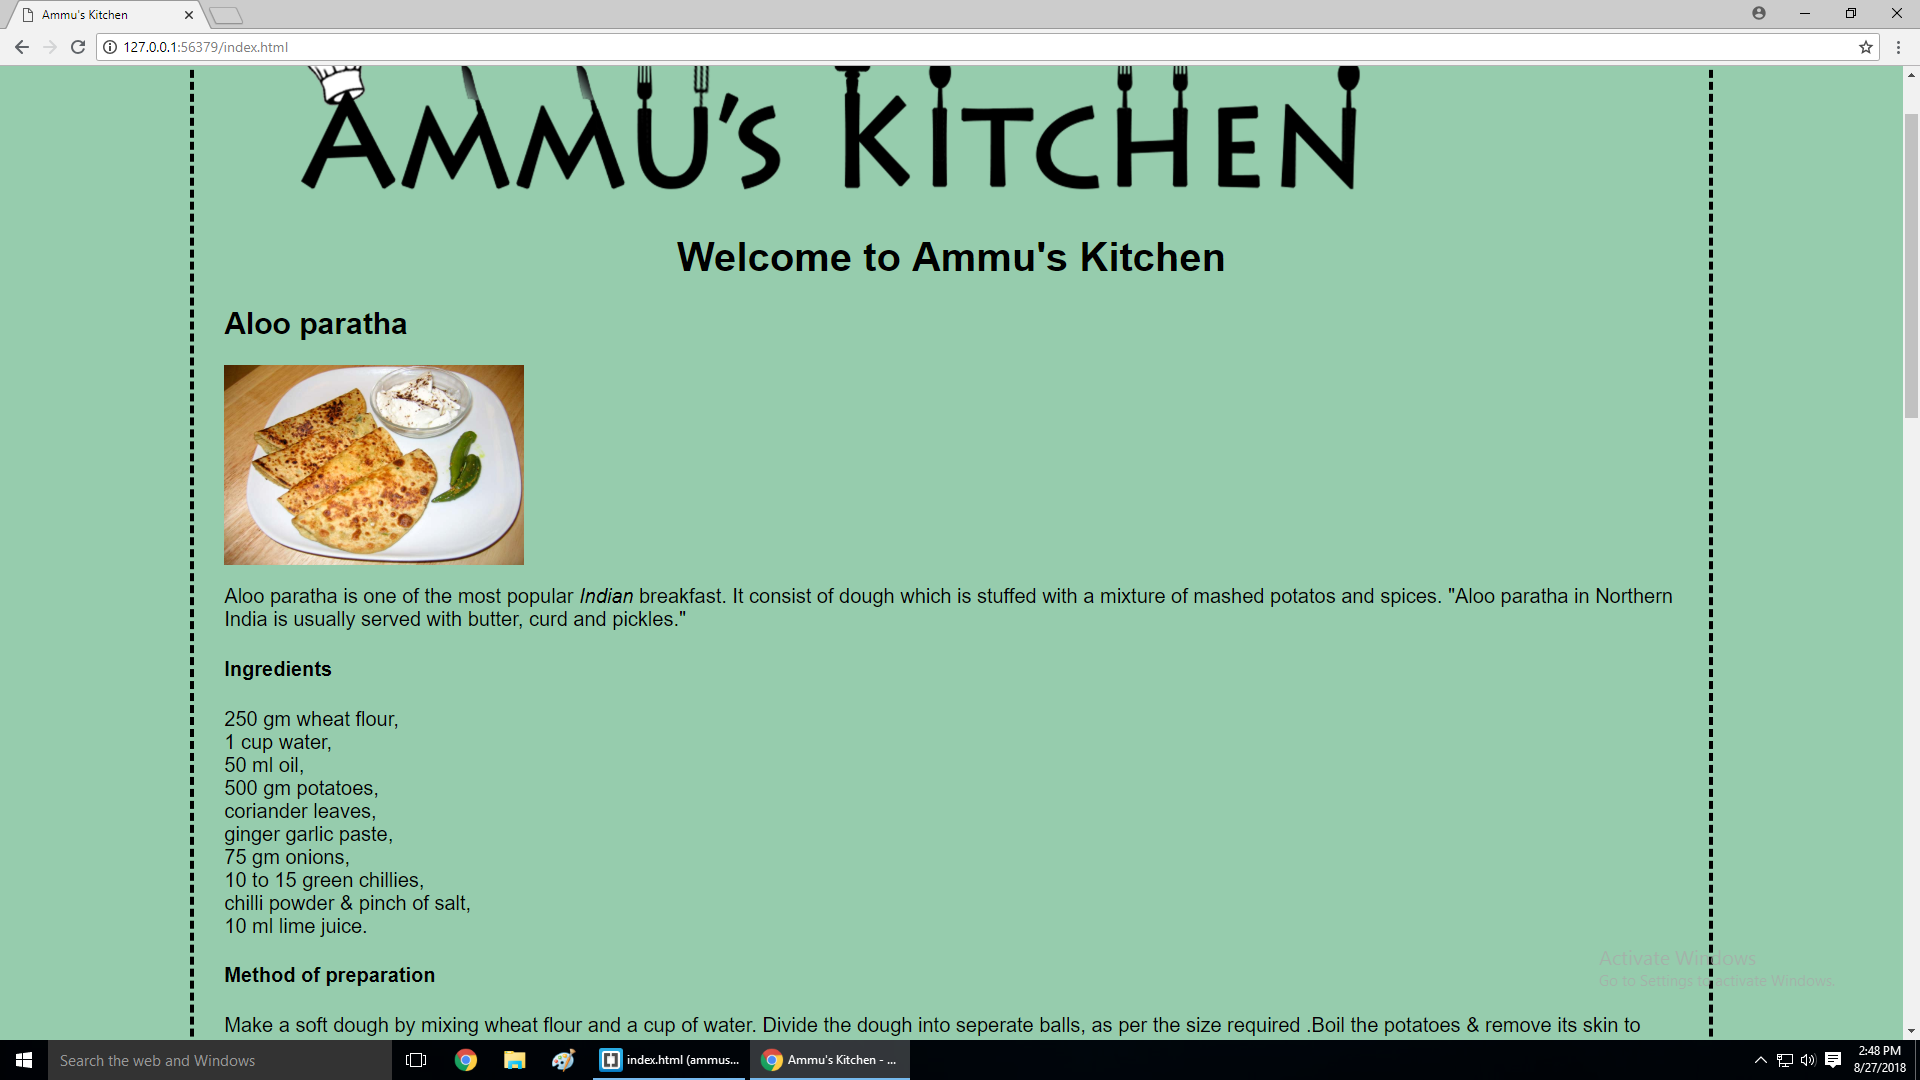 Ammu's Kitchen
127.0.0.1:56379/index.html
AMMU'S KITCHEN
Welcome to Ammu's Kitchen
Aloo paratha
Aloo paratha is one of the most popular Indian breakfast. It consist of dough which is stuffed with a mixture of mashed potatos and spices. "Aloo paratha in Northern
India is usually served with butter, curd and pickles."
Ingredients
250 gm wheat flour,
1 cup water,
50 ml oil,
500 gm potatoes,
coriander leaves,
ginger garlic paste,
75 gm onions,
10 to 15 green chillies,
chilli powder & pinch of salt,
10 ml lime juice.
Method of preparation
Make a soft dough by mixing wheat flour and a cup of water. Divide the dough into seperate balls, as per the size required .Boil the potatoes & remove its skin to
Activate Windows
Go to Settings to activate Windows.
Search the web and Windows
index.html (ammus...
Ammu's Kitchen - ...
2:48 PM
8/27/2018